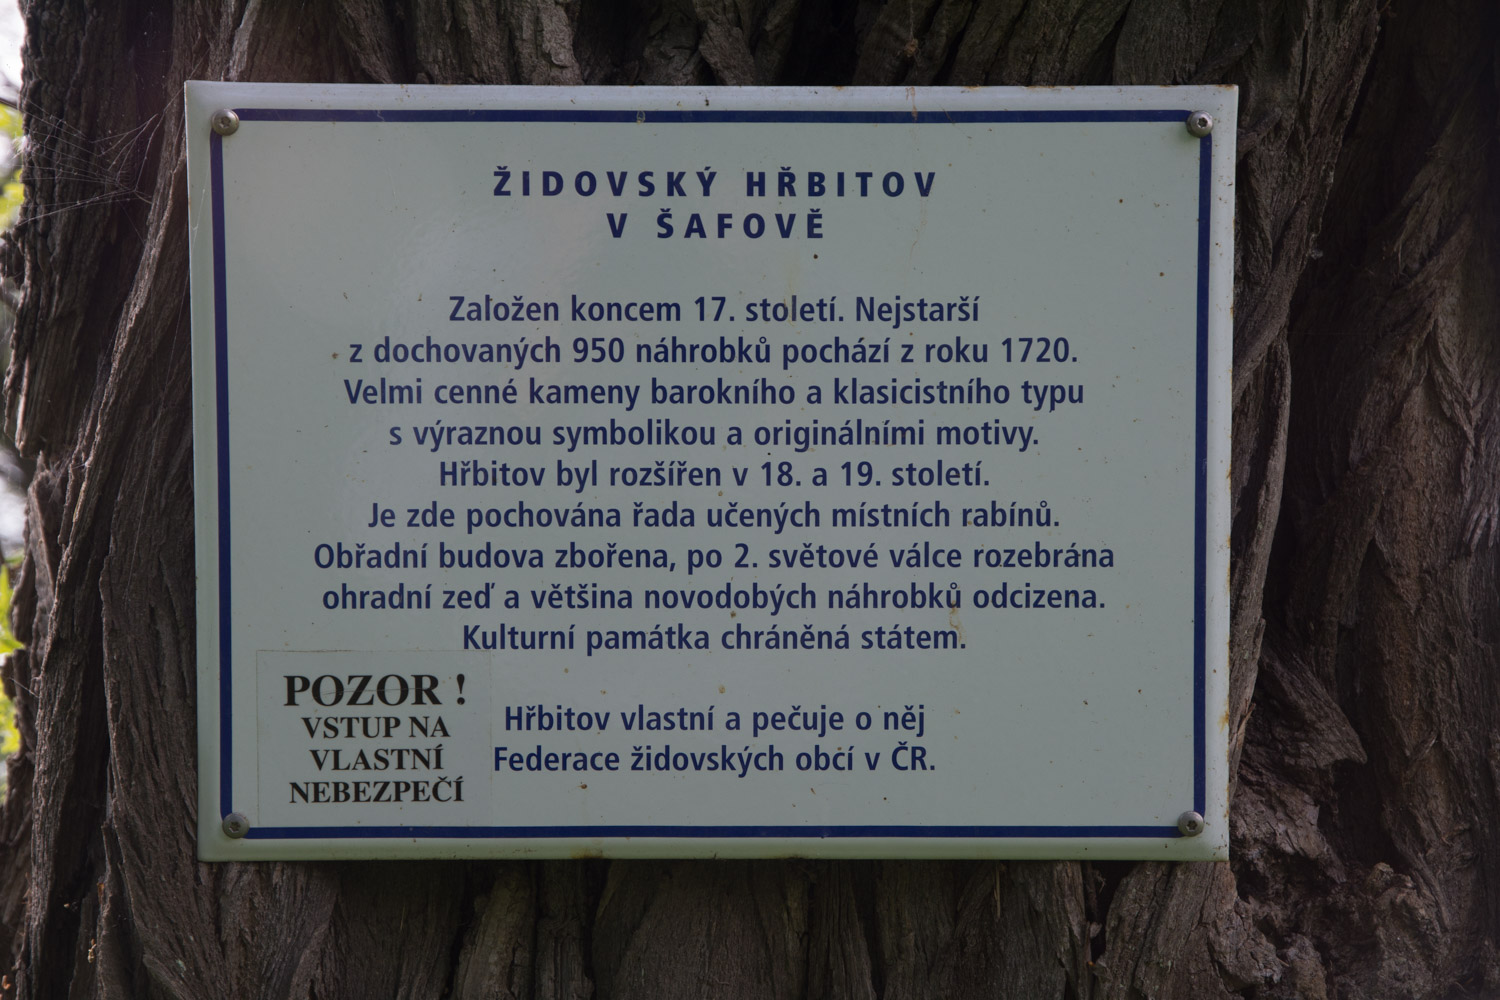 ŽIDOVSKÝ HŘBITOV
V ŠAFOVĚ
Založen koncem 17. století. Nejstarší
z dochovaných 950 náhrobků pochází z roku 1720.
Velmi cenné kameny barokního a klasicistního typu
s výraznou symbolikou a originálními motivy.
Hřbitov byl rozšířen v 18. a 19. století.
Je zde pochována řada učených místních rabínů.
Obřadní budova zbořena, po 2. světové válce rozebrána
ohradní zeď a většina novodobých náhrobků odcizena.
Kulturní památka chráněná státem.
Hřbitov vlastní a pečuje o něj
Federace židovských obcí v ČR.
POZOR !
VSTUP NA
VLASTNÍ
NEBEZPEČÍ